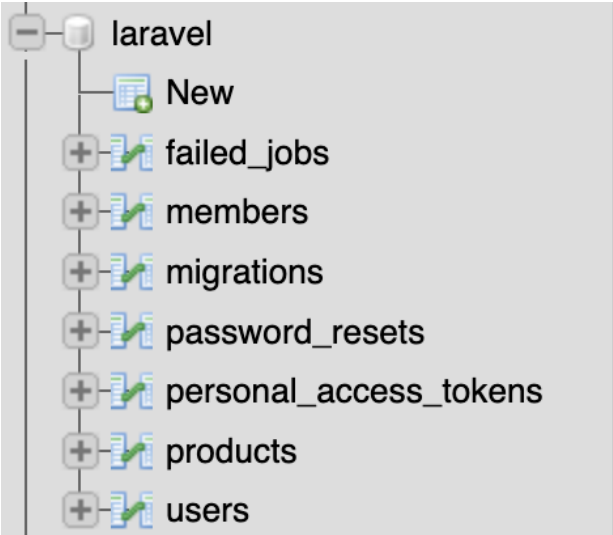 laravel
New
failed_jobs
members
migrations
password_resets
personal_access_tokens
products
users